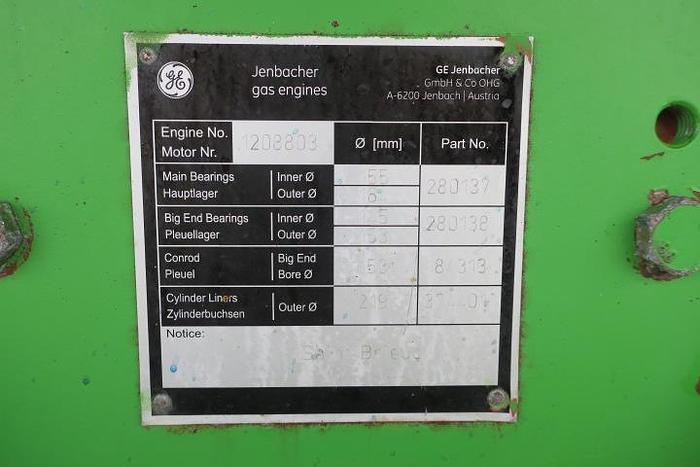 GE
Jenbacher
gas engines
GE Jenbacher
GmbH & Co OHG
A-6200 Jenbach | Austria
Engine No.
Motor Nr.
1208803
Ø [mm]
Part No.
Main Bearings
Hauptlager
Inner Ø
Outer Ø
280137
Big End Bearings
Pleuellager
Inner Ø
Outer Ø
280138
Conrod
Pleuel
Big End
Bore Ø
Cylinder Liners
Zylinderbuchsen
Outer Ø
Notice: